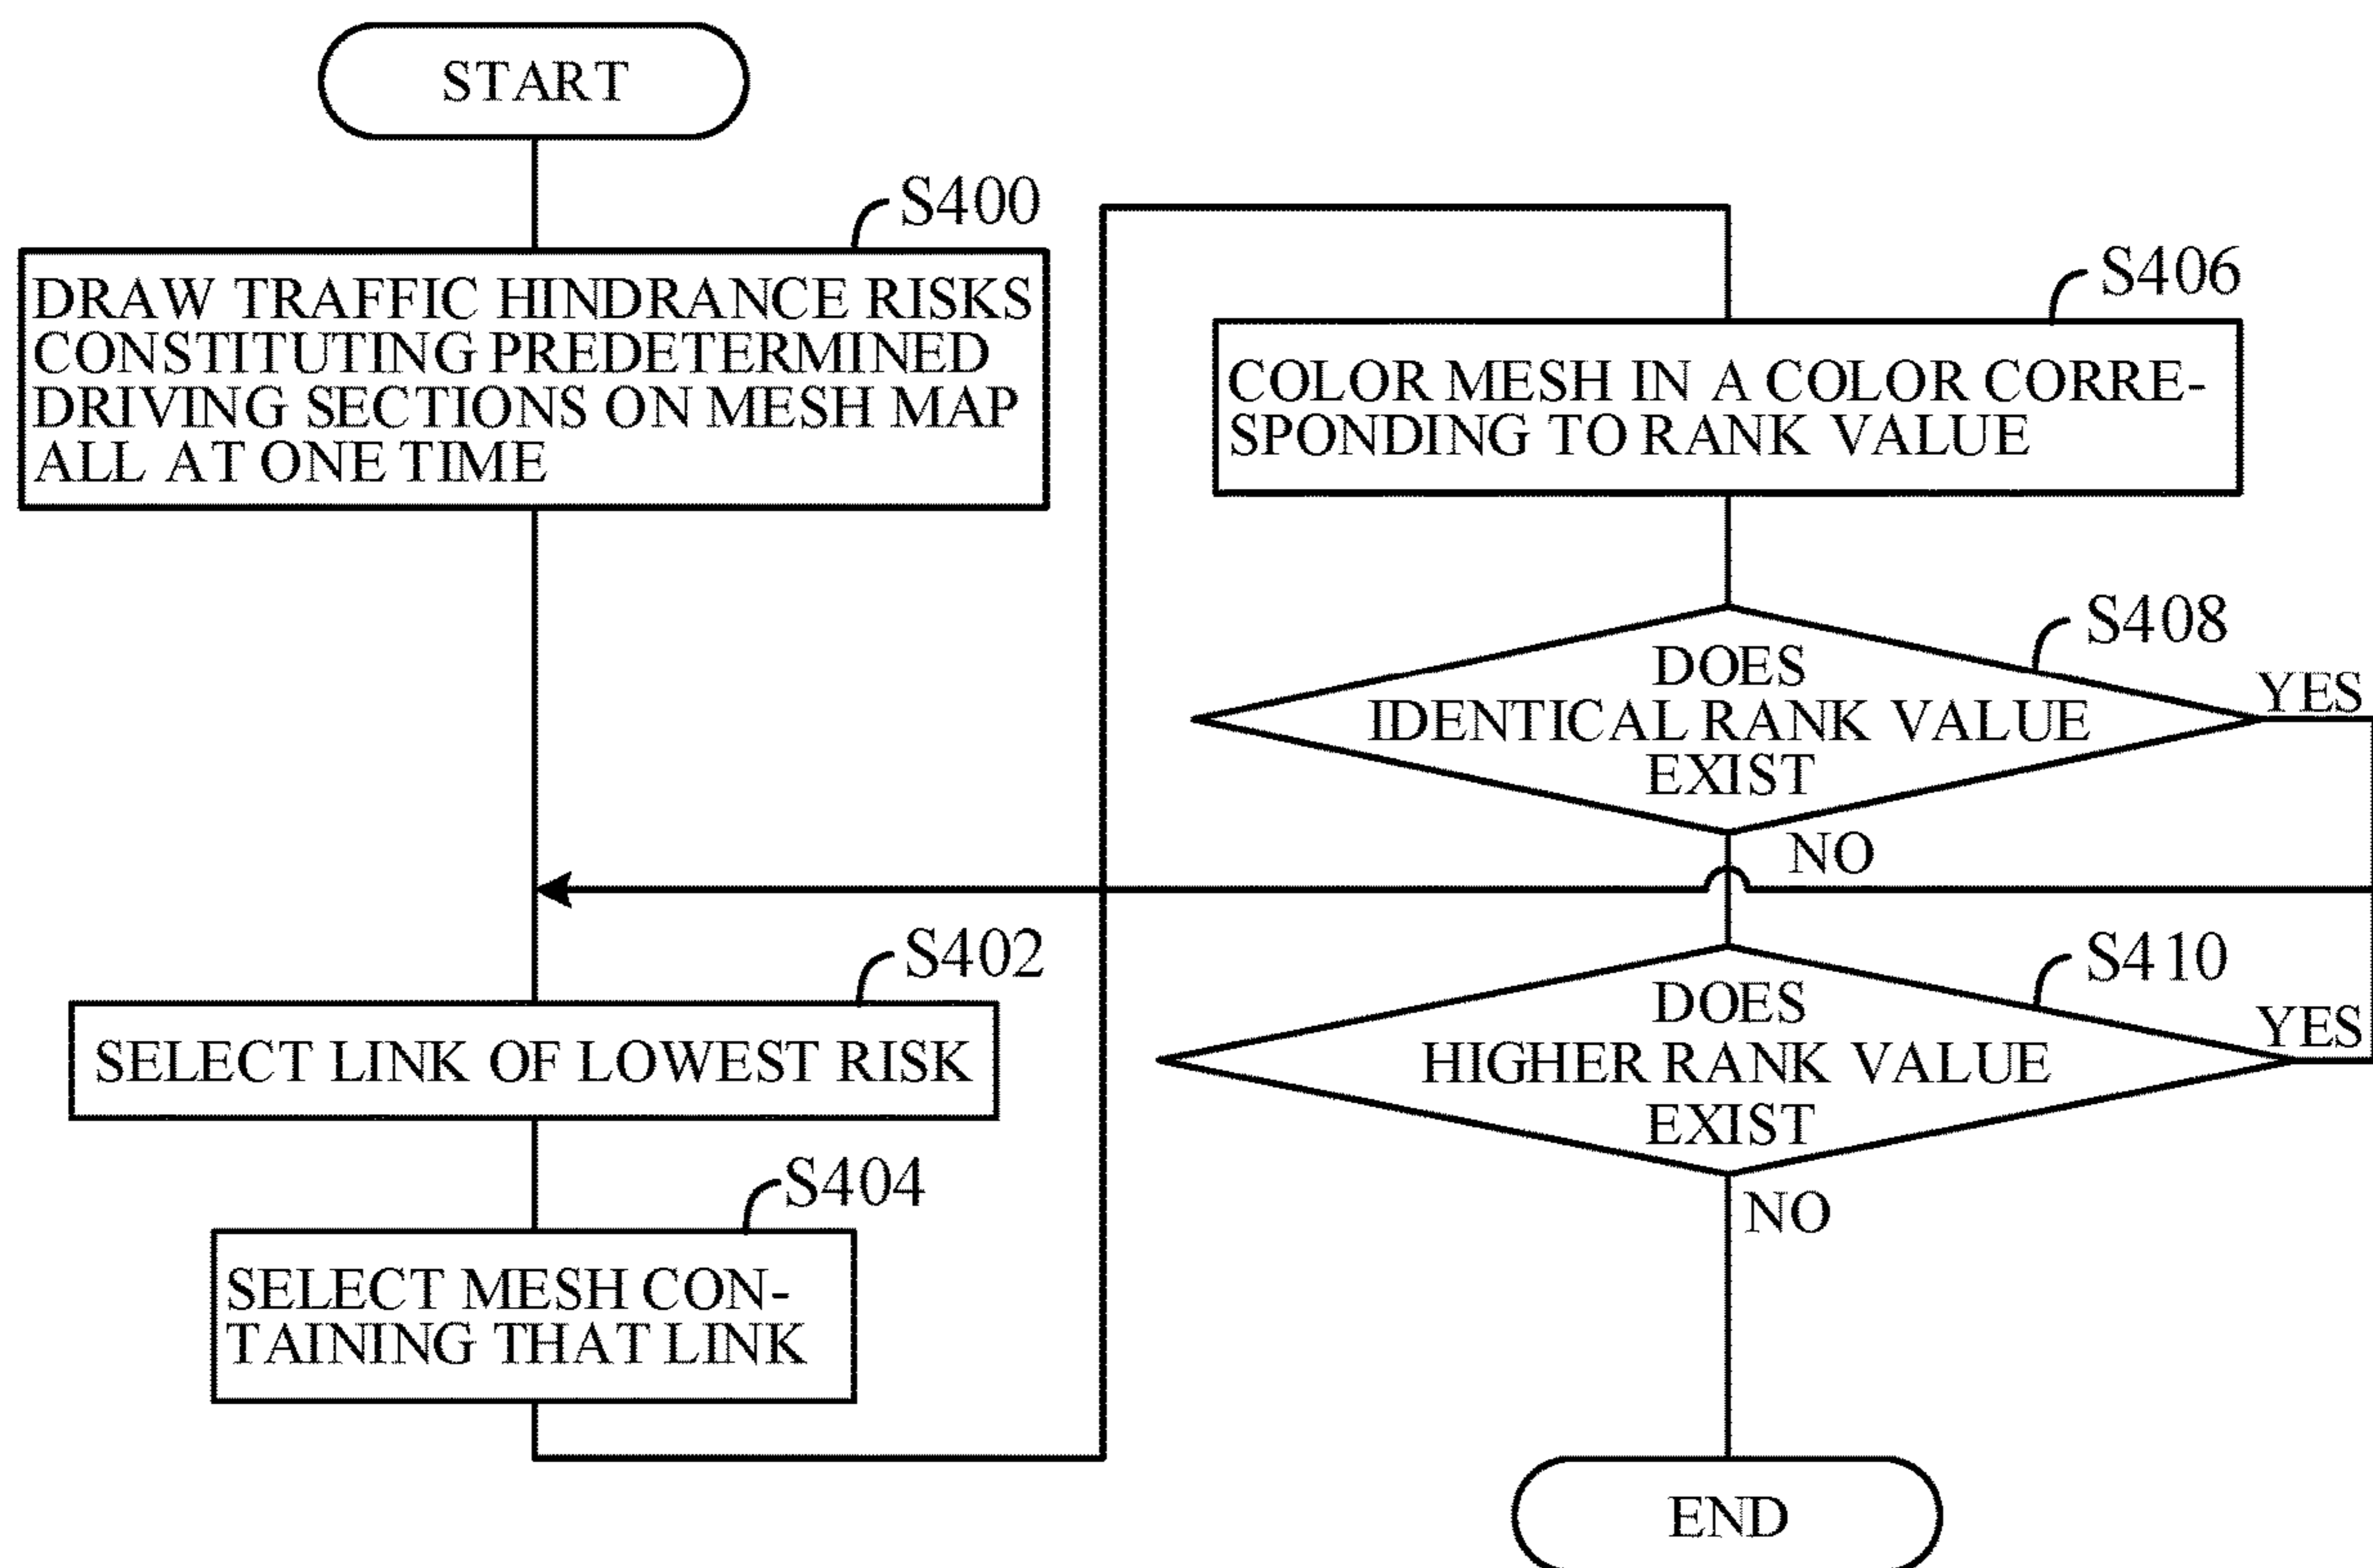 START
S400
DRAW TRAFFIC HINDRANCE RISKS
CONSTITUTING PREDETERMINED
DRIVING SECTIONS ON MESH MAP
ALL AT ONE TIME
S402
SELECT LINK OF LOWEST RISK
S404
SELECT MESH CON-
TAINING THAT LINK
S406
COLOR MESH IN A COLOR CORRE-
SPONDING TO RANK VALUE
S408
DOES
IDENTICAL RANK VALUE
EXIST
YES
NO
S410
DOES
HIGHER RANK VALUE
EXIST
YES
NO
END